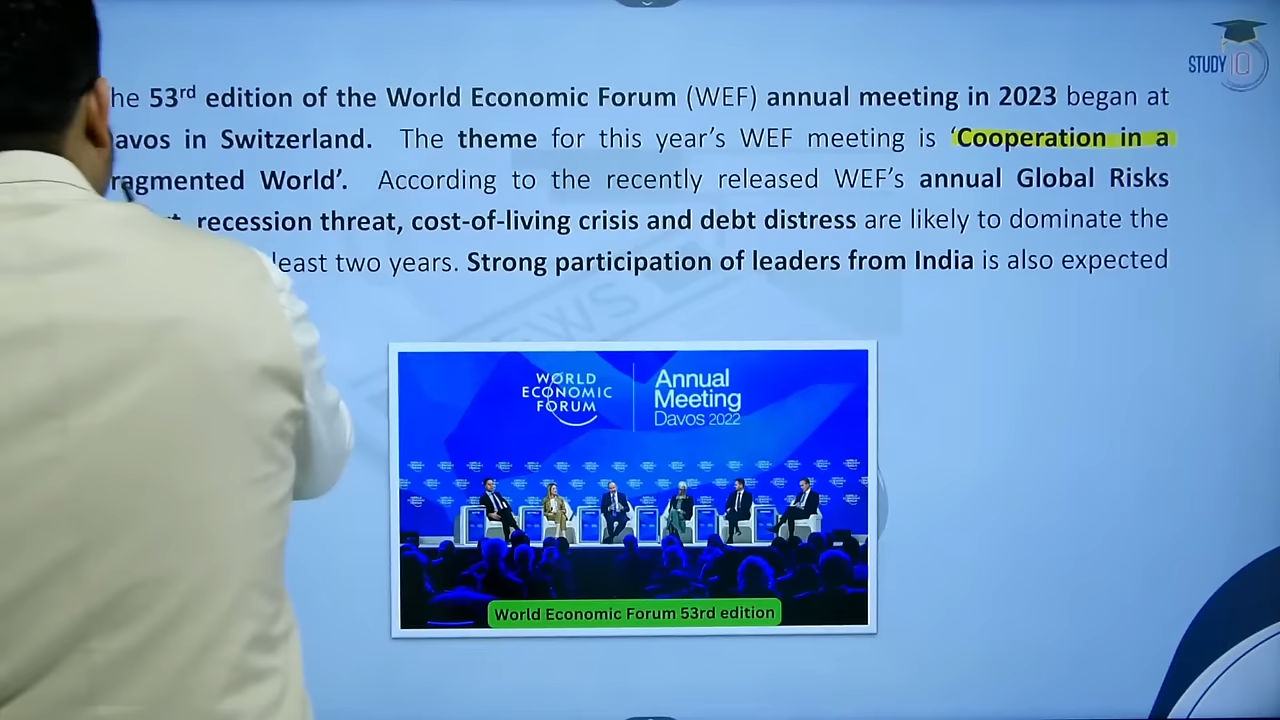 he 53rd edition of the World Economic Forum (WEF) annual meeting in 2023 began at
avos in Switzerland. The theme for this year's WEF meeting is 'Cooperation in a
ragmented World'. According to the recently released WEF's annual Global Risks
recession threat, cost-of-living crisis and debt distress are likely to dominate the
least two years. Strong participation of leaders from India is also expected
STUDY IQ
NEWS
WORLD
ECONOMIC
FORUM
Annual
Meeting
Davos 2022
World Economic Forum 53rd edition